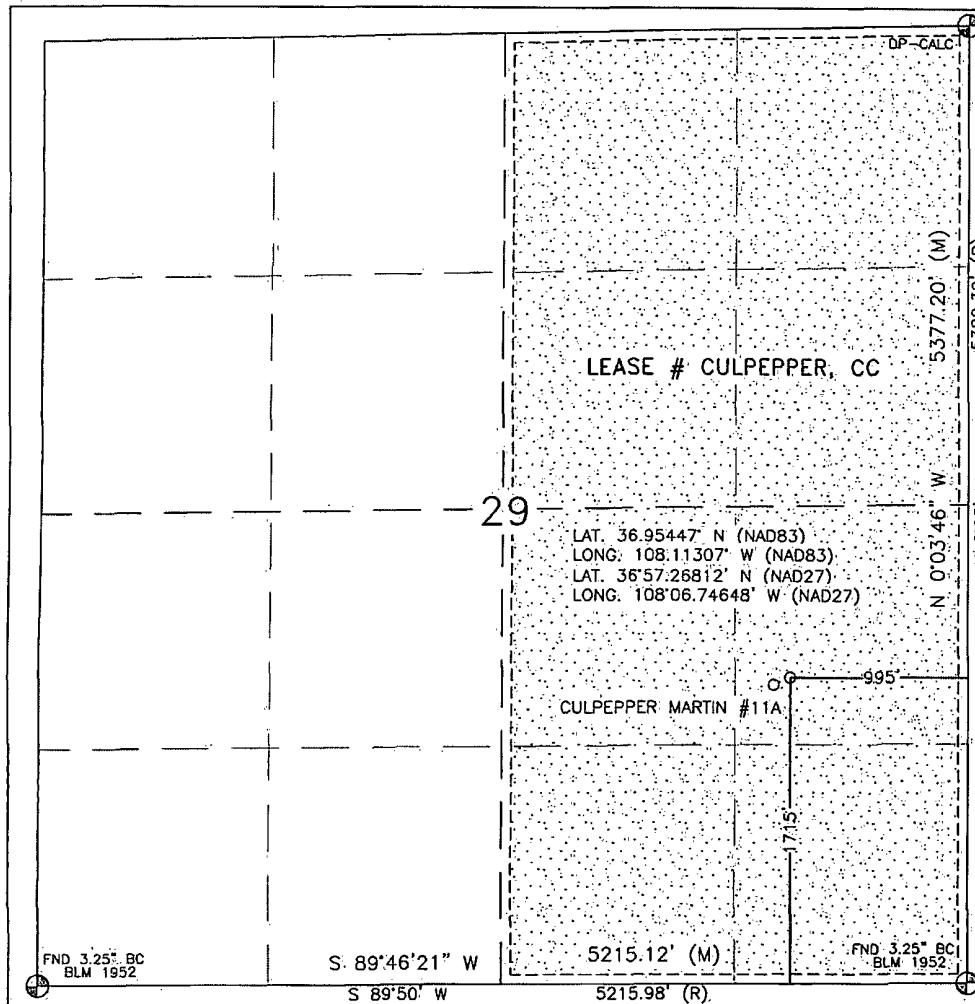 DP-CALC
5377.20' (M)
LEASE # CULPEPPER, CC
N 0°03'46" W
29
LAT. 36.95447° N (NAD83)
LONG. 108.11307° W (NAD83)
LAT. 36°57.26812' N (NAD27)
LONG. 108°06.74648' W (NAD27)
995'
CULPEPPER MARTIN #11A
1715'
FND 3.25" BC
BLM 1952
S 89°46'21" W
5215.12' (M)
FND 3.25" BC
BLM 1952
S 89°50' W
5215.98' (R)